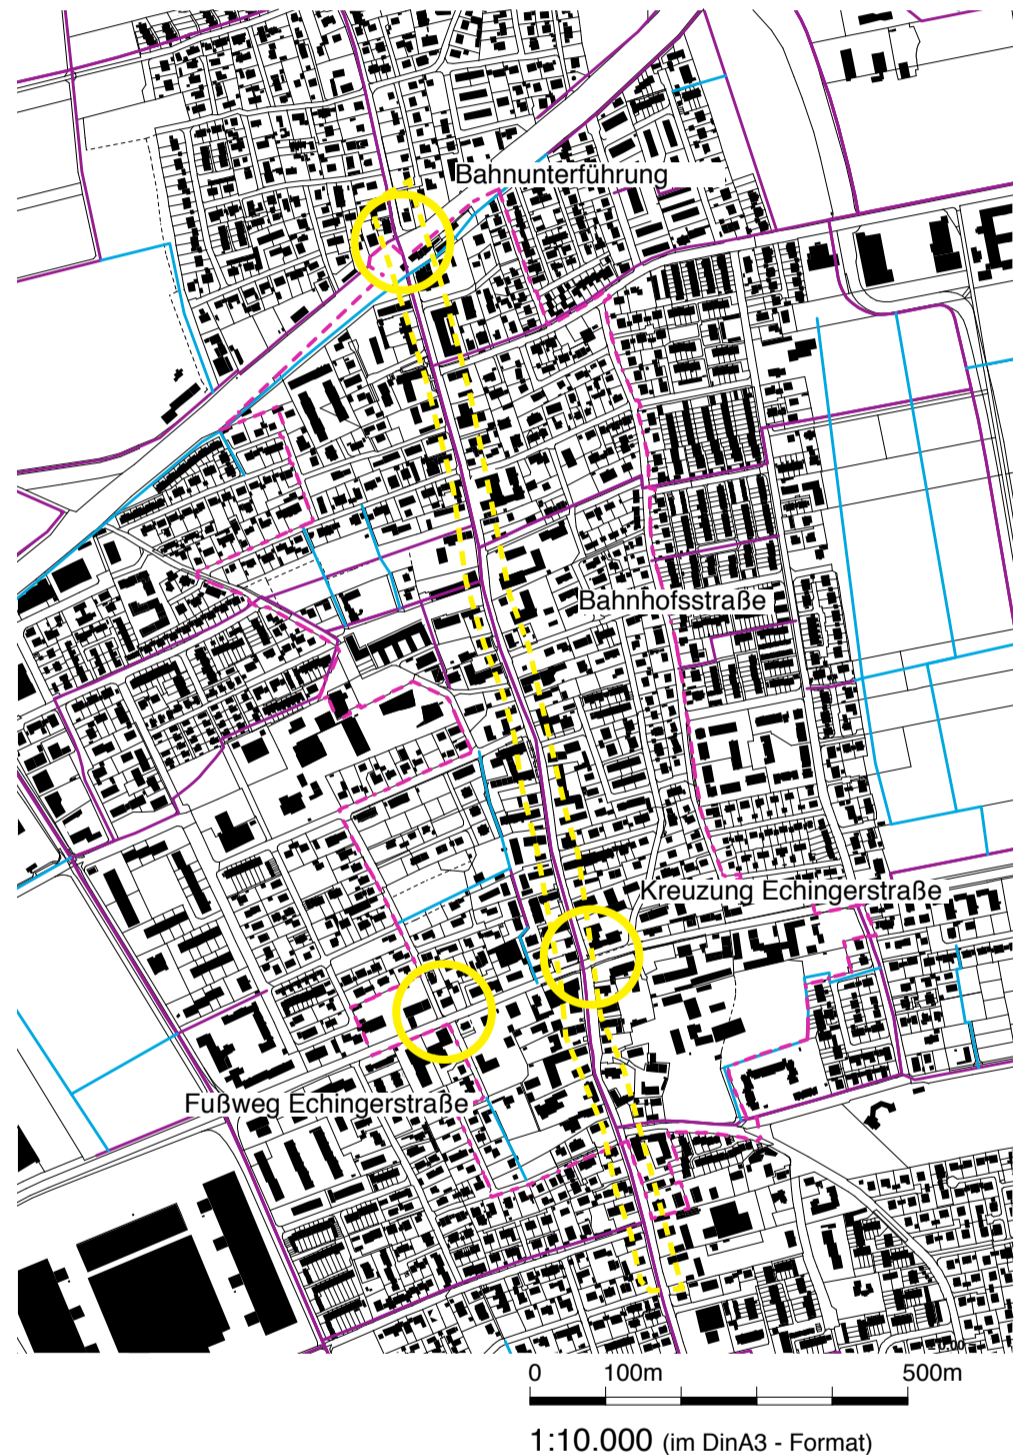 Bahnunterführung
Bahnhofsstraße
Kreuzung Echingerstraße
Fußweg Echingerstraße
0 100m 500m
1:10.000 (im DinA3 - Format)